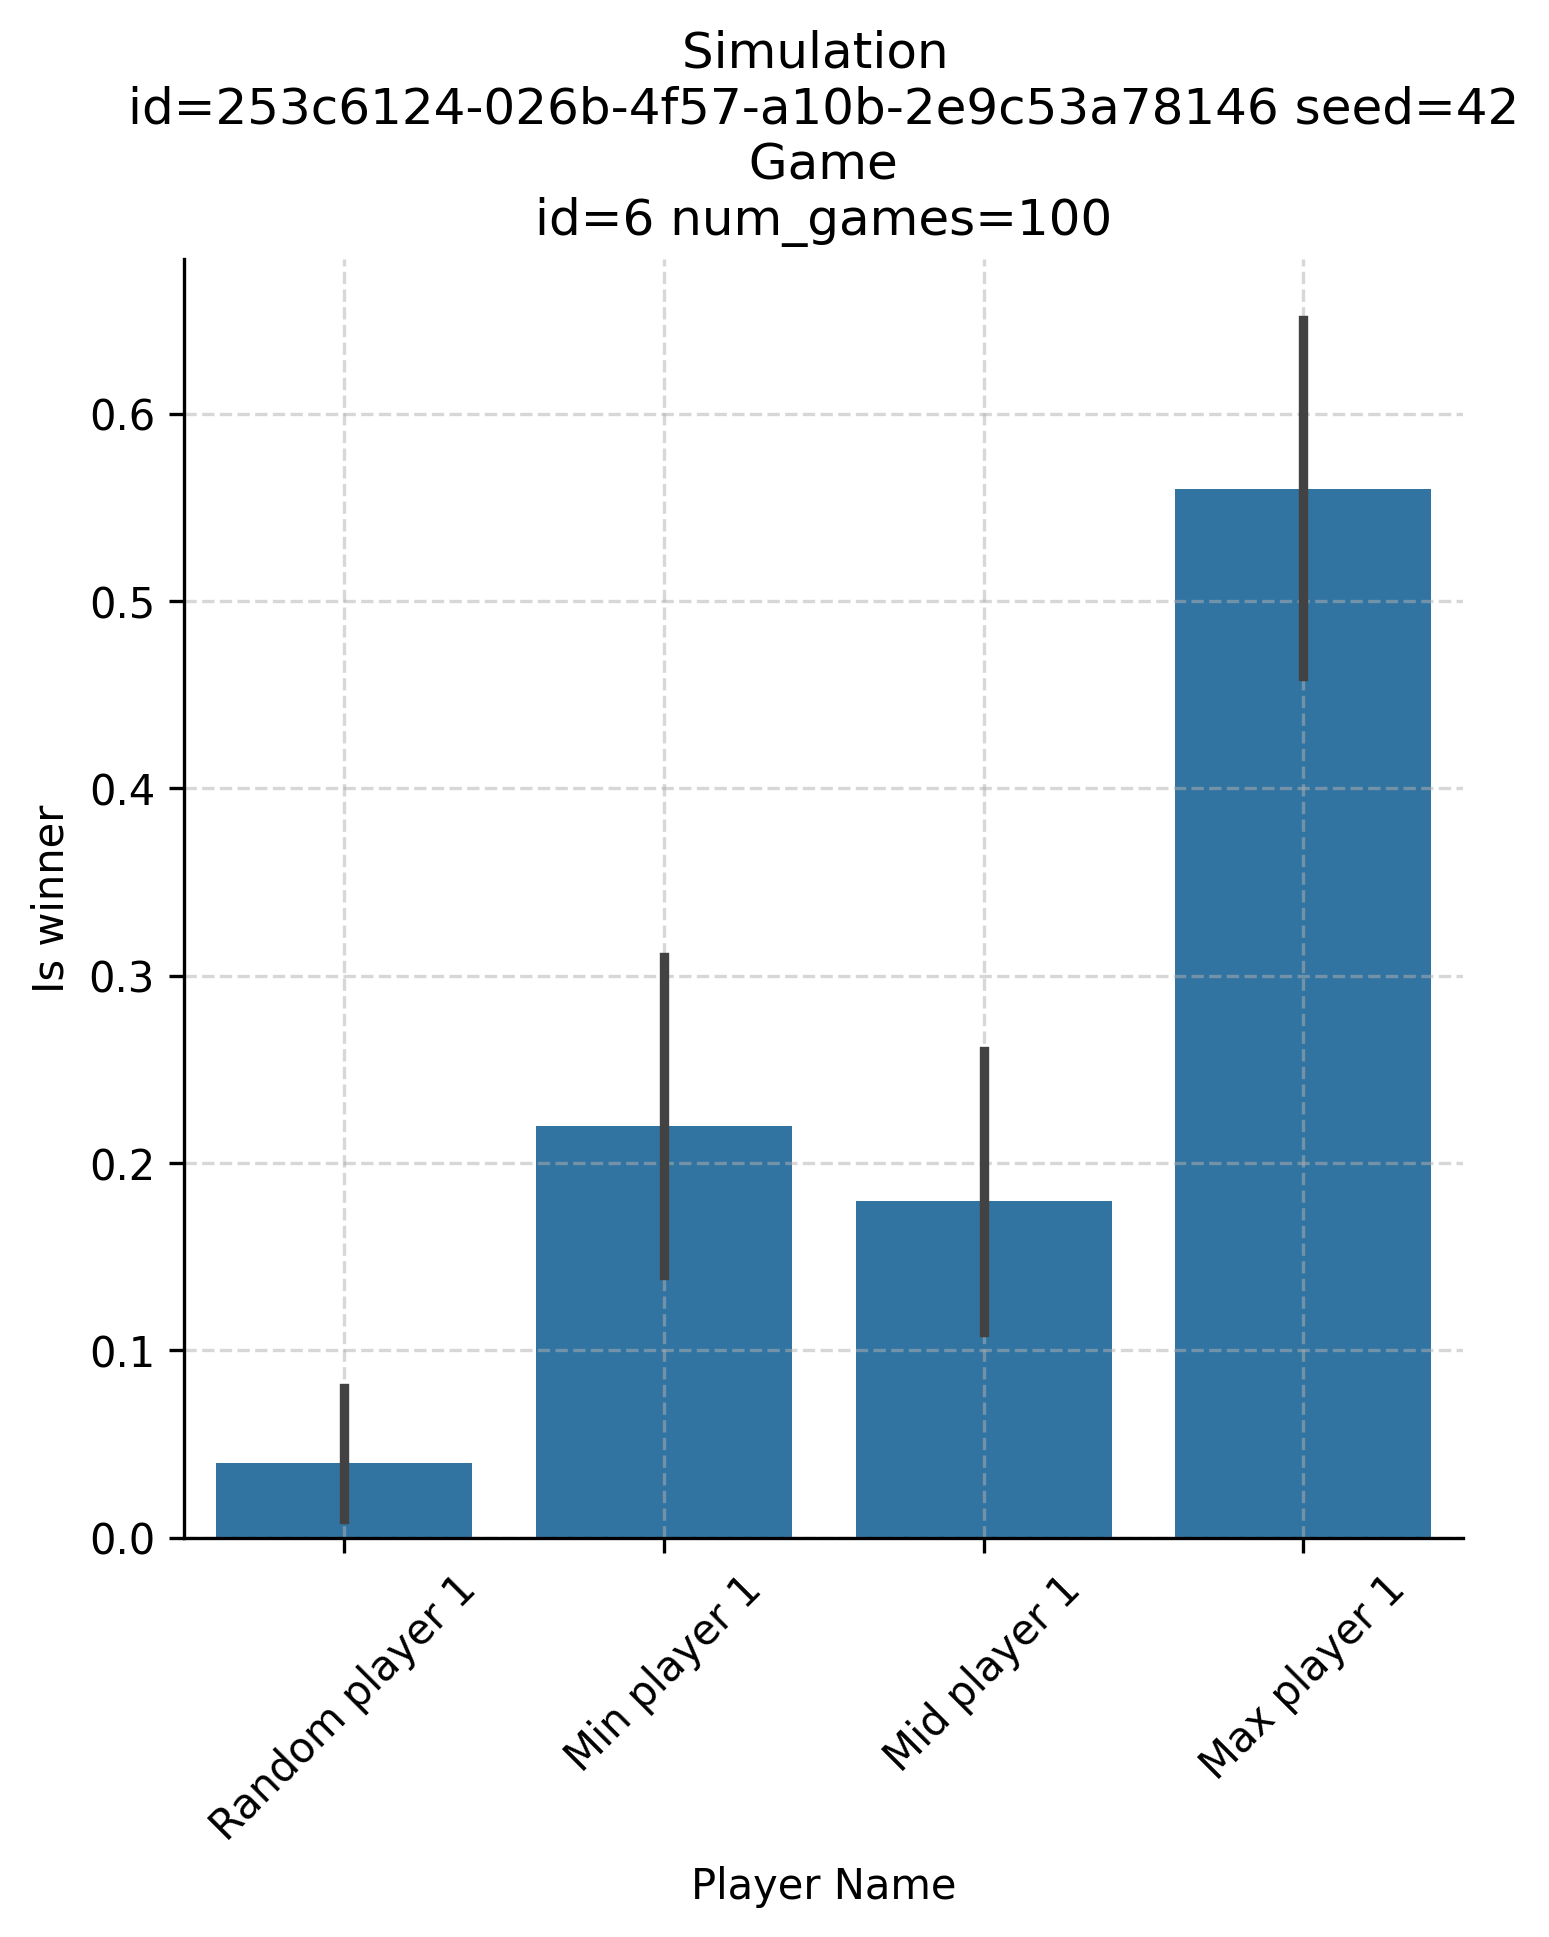 Simulation
id=253c6124-026b-4f57-a10b-2e9c53a78146 seed=42
Game
id=6 num_games=100
0.6
0.5
0.4
0.3
0.2
0.1
0.0
Is winner
Random player 1
Min player 1
Mid player 1
Max player 1
Player Name